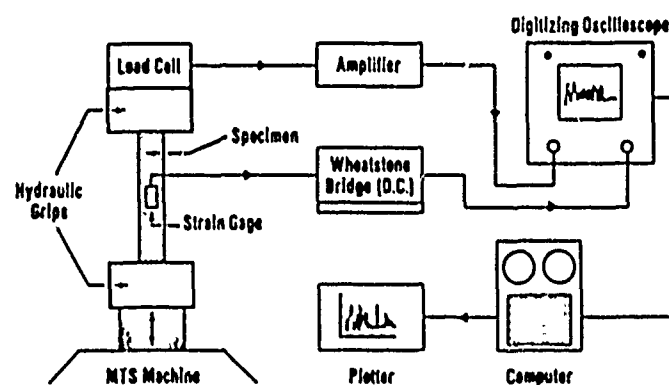 Digitizing Oscilloscope
Load Cell
Amplifier
Specimen
Wheatstone
Bridge (D.C.)
Hydraulic
Grips
Strain Gage
MTS Machine
Plotter
Computer